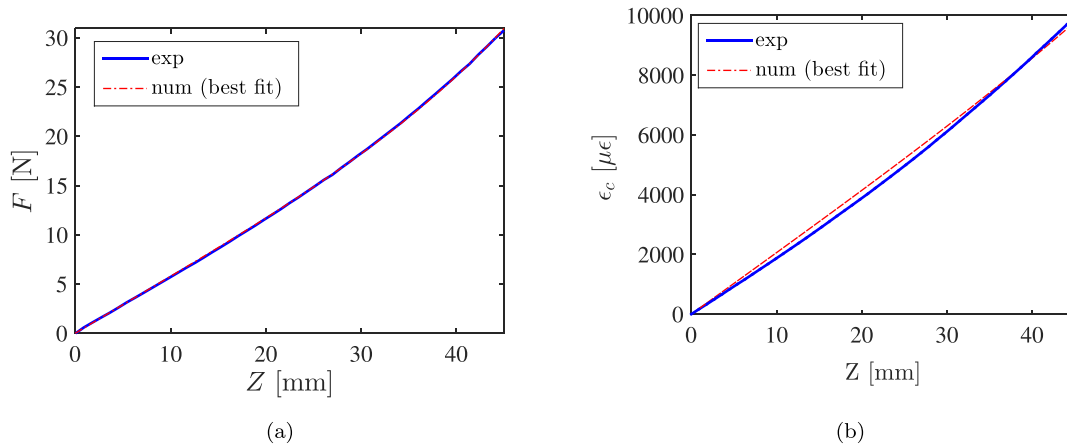 30
25
20
15
10
5
0
F [N]
exp
num (best fit)
0 10 20 30 40
Z [mm]
(a)
10000
8000
6000
4000
2000
0
ϵc [μϵ]
exp
num (best fit)
0 10 20 30 40
Z [mm]
(b)